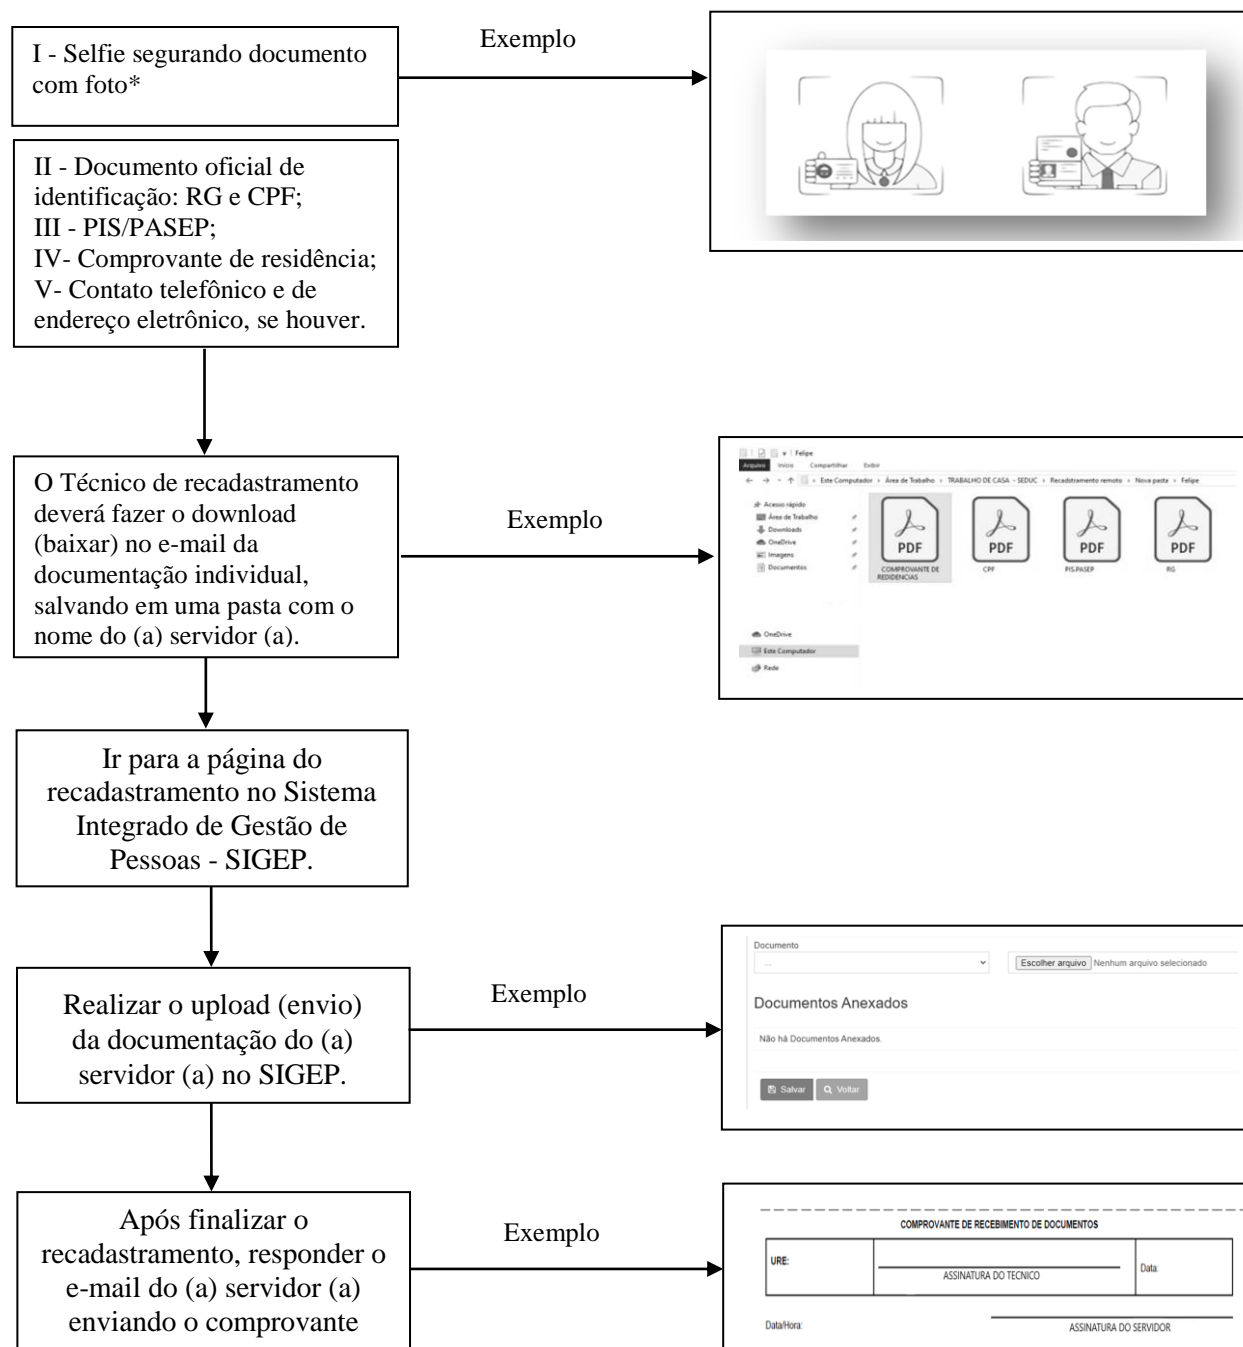 I - Selfie segurando documento
com foto*
Exemplo
II - Documento oficial de
identificação: RG e CPF;
III - PIS/PASEP;
IV- Comprovante de residência;
V- Contato telefônico e de
endereço eletrônico, se houver.
O Técnico de recadastramento
deverá fazer o download
(baixar) no e-mail da
documentação individual,
salvando em uma pasta com o
nome do (a) servidor (a).
Exemplo
Felipe
Arquivo Início Compartilhar Exibir
Este Computador › Área de Trabalho › TRABALHO DE CASA - SEDUC › Recadotramento remoto › Nova pasta › Felipe
Acesso rápido
Área de Trabalho
Downloads
OneDrive
Imagens
Documentos
OneDrive
Este Computador
Rede
PDF
COMPROVANTE DE
REDIDENCIAS
PDF
CPF
PDF
PIS.PASEP
PDF
RG
Ir para a página do
recadastramento no Sistema
Integrado de Gestão de
Pessoas - SIGEP.
Realizar o upload (envio)
da documentação do (a)
servidor (a) no SIGEP.
Exemplo
Documento
...
Escolher arquivo Nenhum arquivo selecionado
Documentos Anexados
Não há Documentos Anexados.
Salvar Voltar
Após finalizar o
recadastramento, responder o
e-mail do (a) servidor (a)
enviando o comprovante
Exemplo
COMPROVANTE DE RECEBIMENTO DE DOCUMENTOS
URE:
ASSINATURA DO TECNICO
Data:
Data/Hora:
ASSINATURA DO SERVIDOR